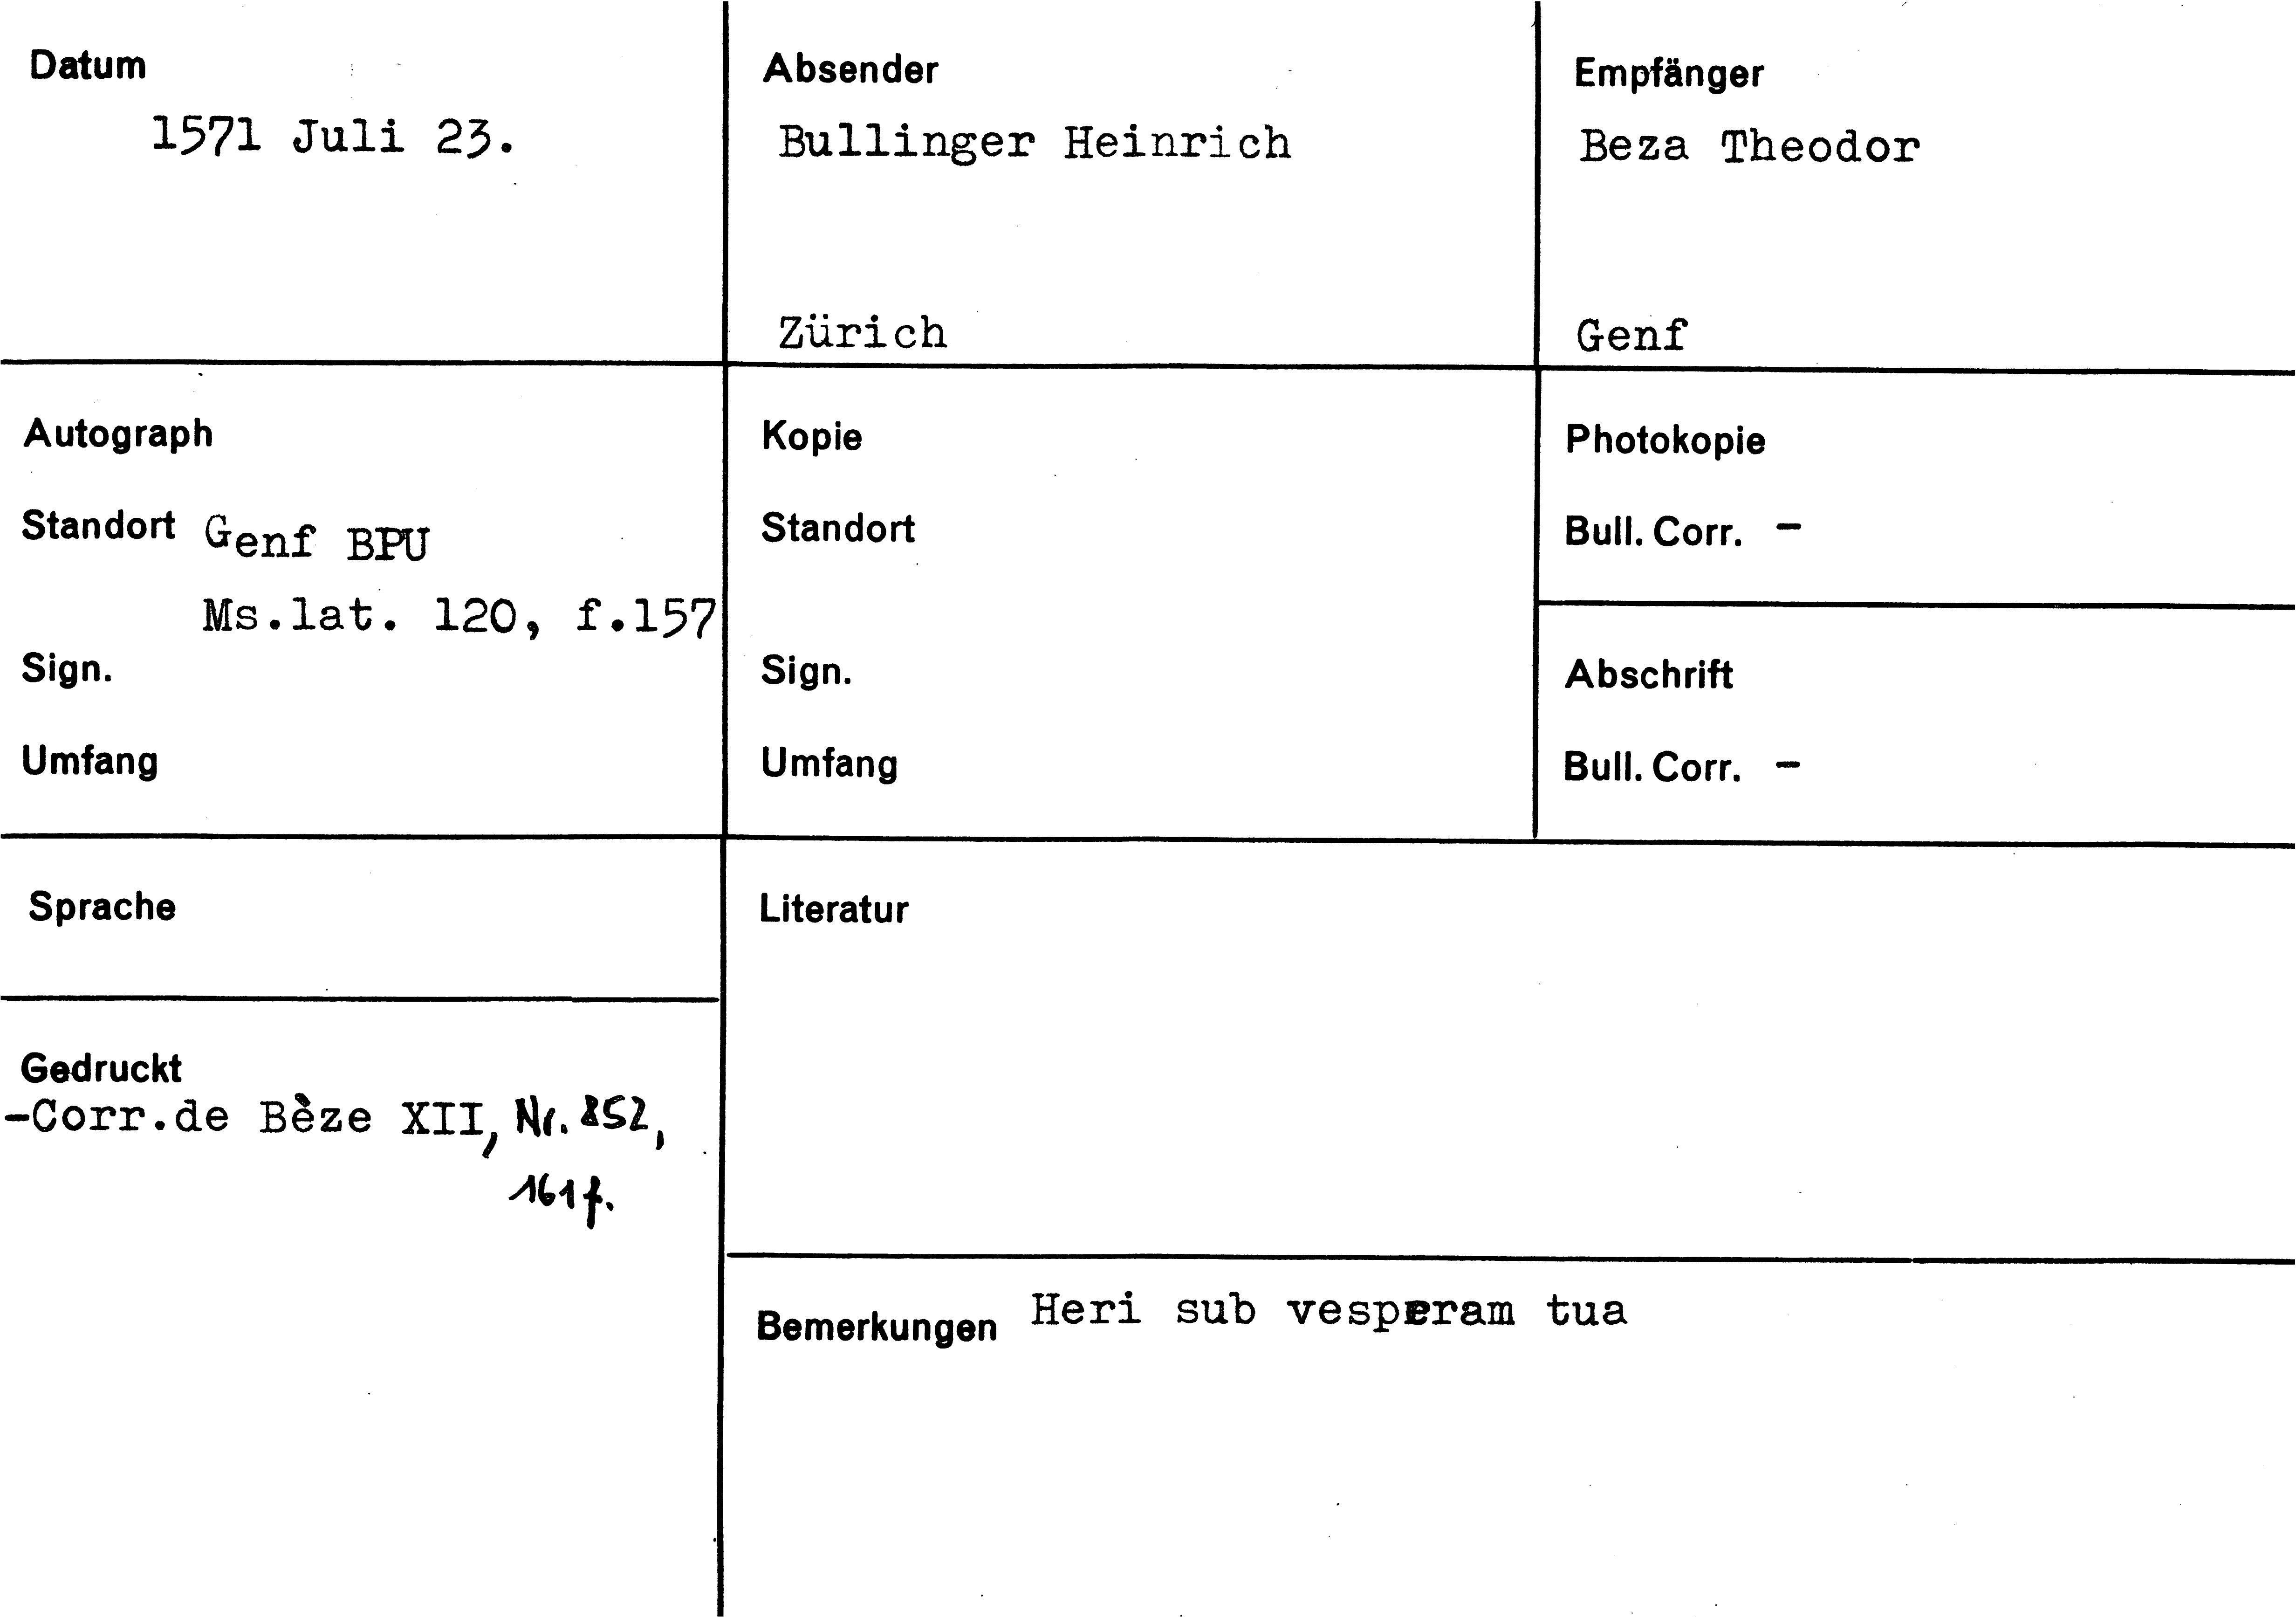 Datum
1571 Juli 23.
Absender
Bullinger Heinrich
Zürich
Empfänger
Beza Theodor
Genf
Autograph
Standort Genf BPU
Ms.lat. 120, f.157
Sign.
Umfang
Kopie
Standort
Sign.
Umfang
Photokopie
Bull. Corr. -
Abschrift
Bull. Corr. -
Sprache
Gedruckt
-Corr.de Bèze XII, Nr. 852,
161f.
Literatur
Bemerkungen Heri sub vesperam tua